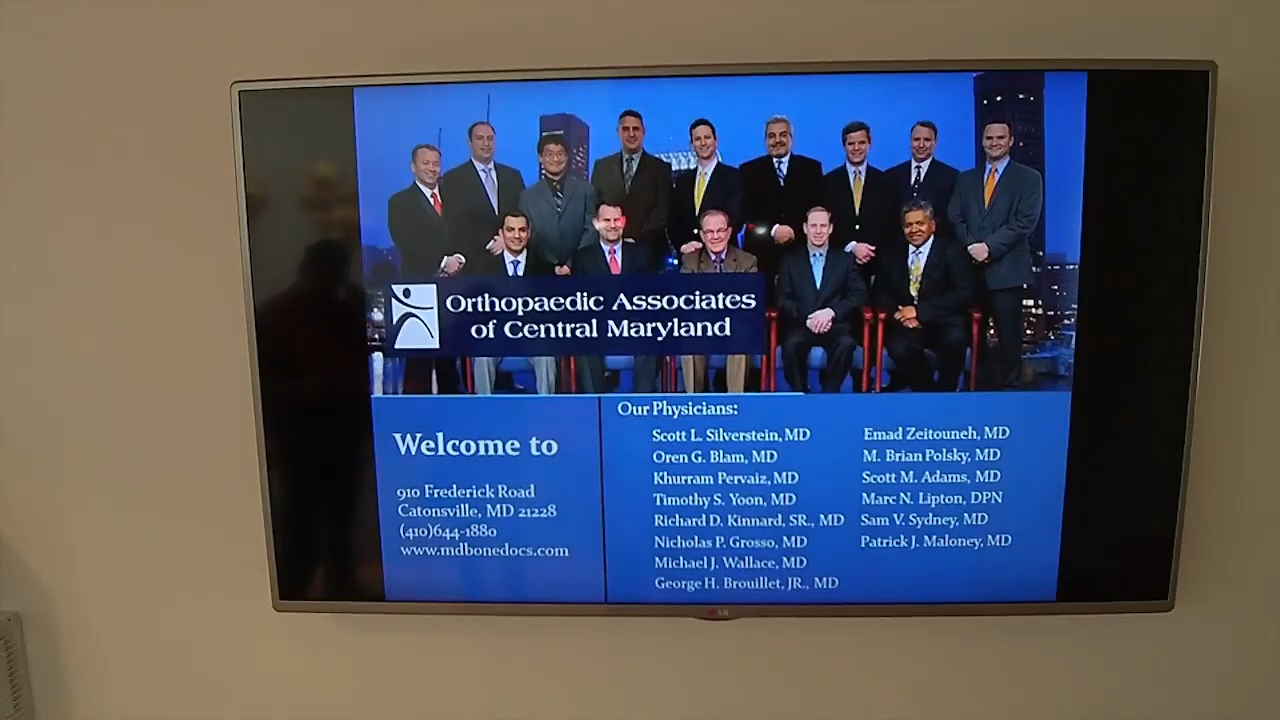 Orthopaedic Associates
of Central Maryland
Welcome to
910 Frederick Road
Catonsville, MD 21228
(410)644-1880
www.mdbonedocs.com
Our Physicians:
Scott L. Silverstein, MD
Oren G. Blam, MD
Khurram Pervaiz, MD
Timothy S. Yoon, MD
Richard D. Kinnard, SR., MD
Nicholas P. Grosso, MD
Michael J. Wallace, MD
George H. Brouillet, JR., MD
Emad Zeitouneh, MD
M. Brian Polsky, MD
Scott M. Adams, MD
Marc N. Lipton, DPN
Sam V. Sydney, MD
Patrick J. Maloney, MD
LG